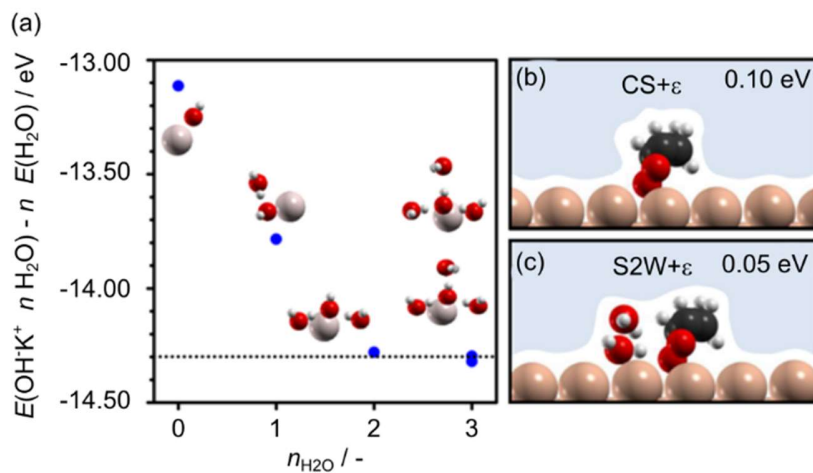 (a)
E(OH·K⁺ n H₂O) - n E(H₂O) / eV
-13.00
-13.50
-14.00
-14.50
0 1 2 3
n_H2O / -
(b)
CS+ε 0.10 eV
(c)
S2W+ε 0.05 eV